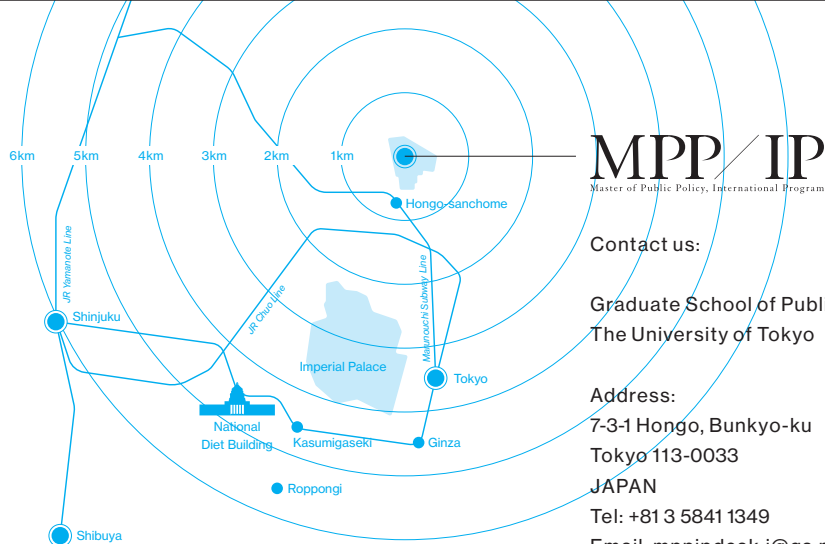 6km
5km
4km
3km
2km
1km
MPP/IP
Master of Public Policy, International Program
Hongo-sanchome
JR Yamanote Line
JR Chuo Line
Marunouchi Subway Line
Shinjuku
Imperial Palace
Tokyo
National
Diet Building
Kasumigaseki
Ginza
Roppongi
Shibuya
Contact us:
Graduate School of Publ
The University of Tokyo
Address:
7-3-1 Hongo, Bunkyo-ku
Tokyo 113-0033
JAPAN
Tel: +81 3 5841 1349